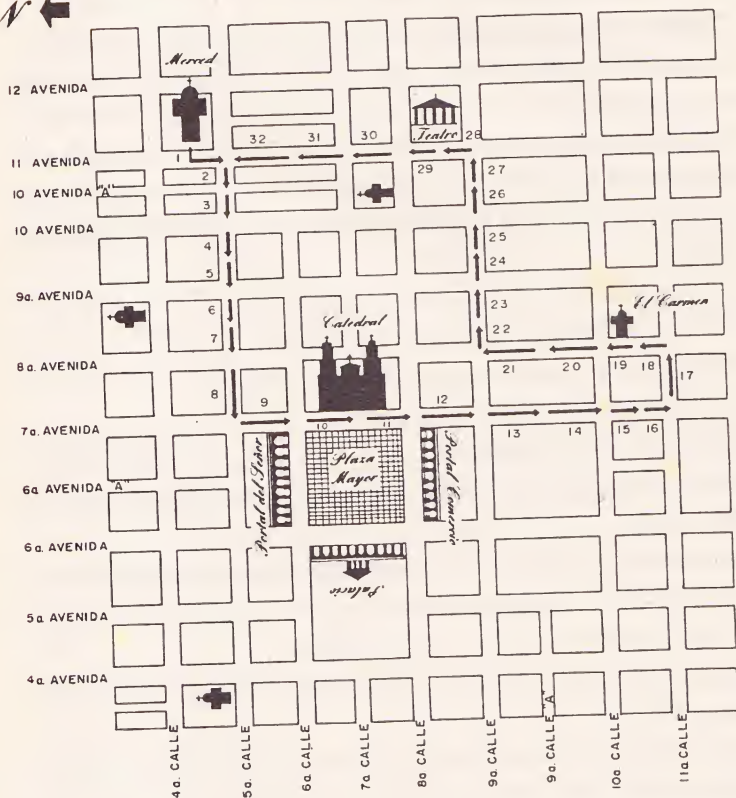 N
Merced
12 AVENIDA
Teatro
32 31 30 28
11 AVENIDA
1
2
29
27
10 AVENIDA "A"
3
26
10 AVENIDA
4
25
5
24
9a. AVENIDA
6
23
El Carmen
7
Catedral
22
8a. AVENIDA
21 20 19 18 17
8
9
12
7a. AVENIDA
10 11
13 14 15 16
Portal del Señor
Plaza
Mayor
Portal Comercio
6a AVENIDA "A"
6a. AVENIDA
Palacio
5a AVENIDA
4a AVENIDA
4a. CALLE
5a. CALLE
6a CALLE
7a CALLE
8a CALLE
9a CALLE
9a. CALLE "A"
10a CALLE
11a CALLE